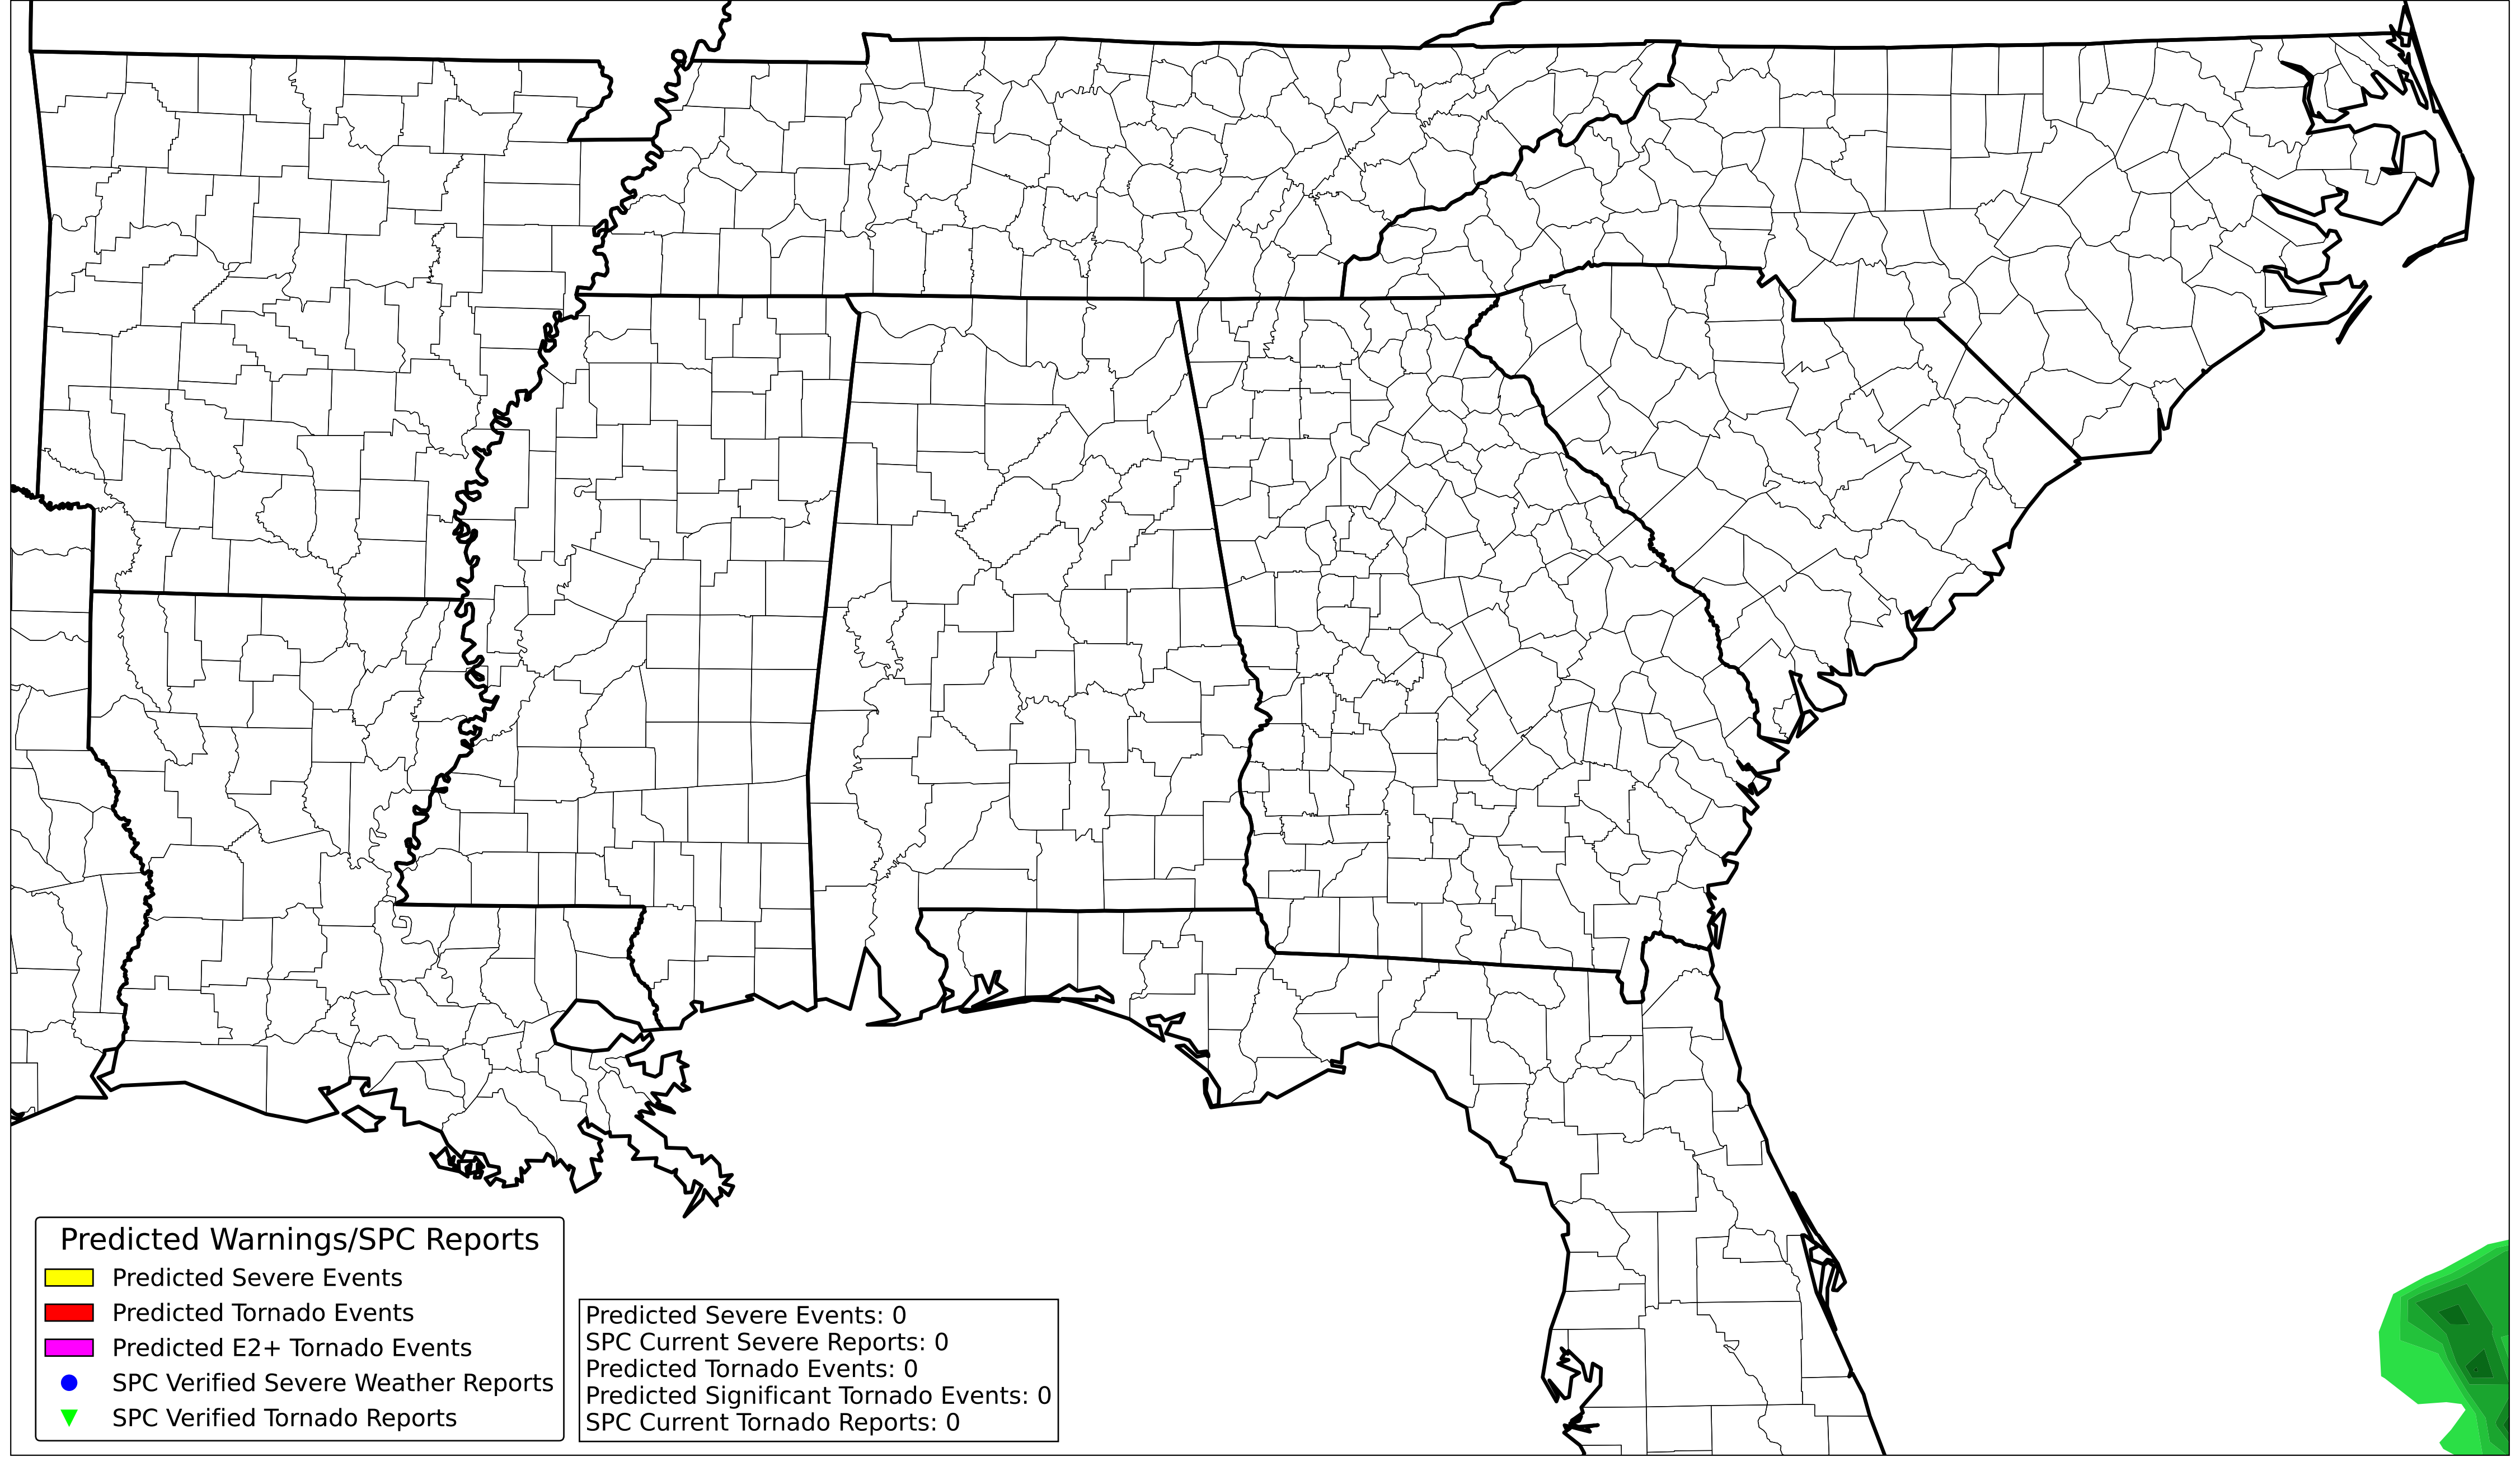 Predicted Warnings/SPC Reports
Predicted Severe Events
Predicted Tornado Events
Predicted E2+ Tornado Events
SPC Verified Severe Weather Reports
SPC Verified Tornado Reports
Predicted Severe Events: 0
SPC Current Severe Reports: 0
Predicted Tornado Events: 0
Predicted Significant Tornado Events: 0
SPC Current Tornado Reports: 0